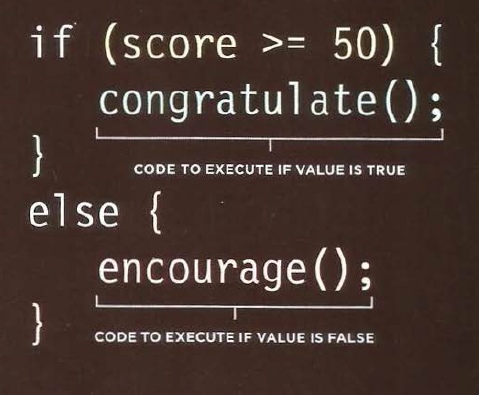 if (score >= 50) {
congratulate();
CODE TO EXECUTE IF VALUE IS TRUE
}
else {
encourage();
CODE TO EXECUTE IF VALUE IS FALSE
}